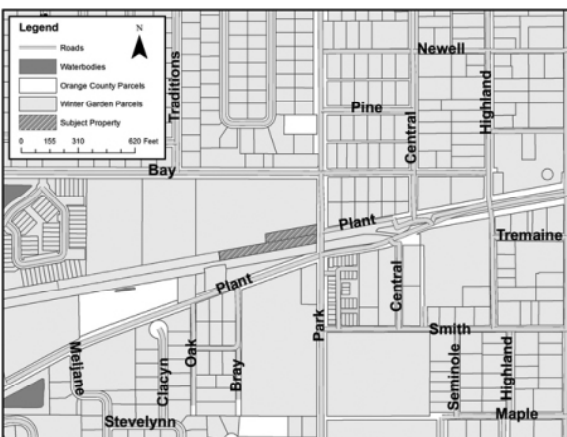 Legend
N
Roads
Waterbodies
Orange County Parcels
Winter Garden Parcels
Subject Property
0 155 310 620 Feet
Traditions
Newell
Pine
Central
Highland
Bay
Plant
Tremaine
Plant
Central
Park
Smith
Meljane
Clacyn
Oak
Bray
Seminole
Highland
Stevelynn
Maple